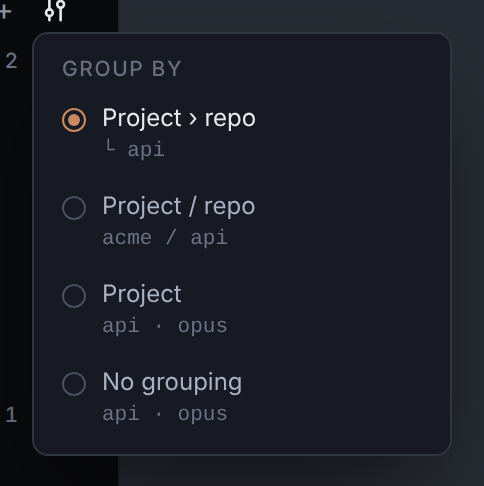 +
2
GROUP BY
Project › repo
└ api
Project / repo
acme / api
Project
api · opus
No grouping
api · opus
1